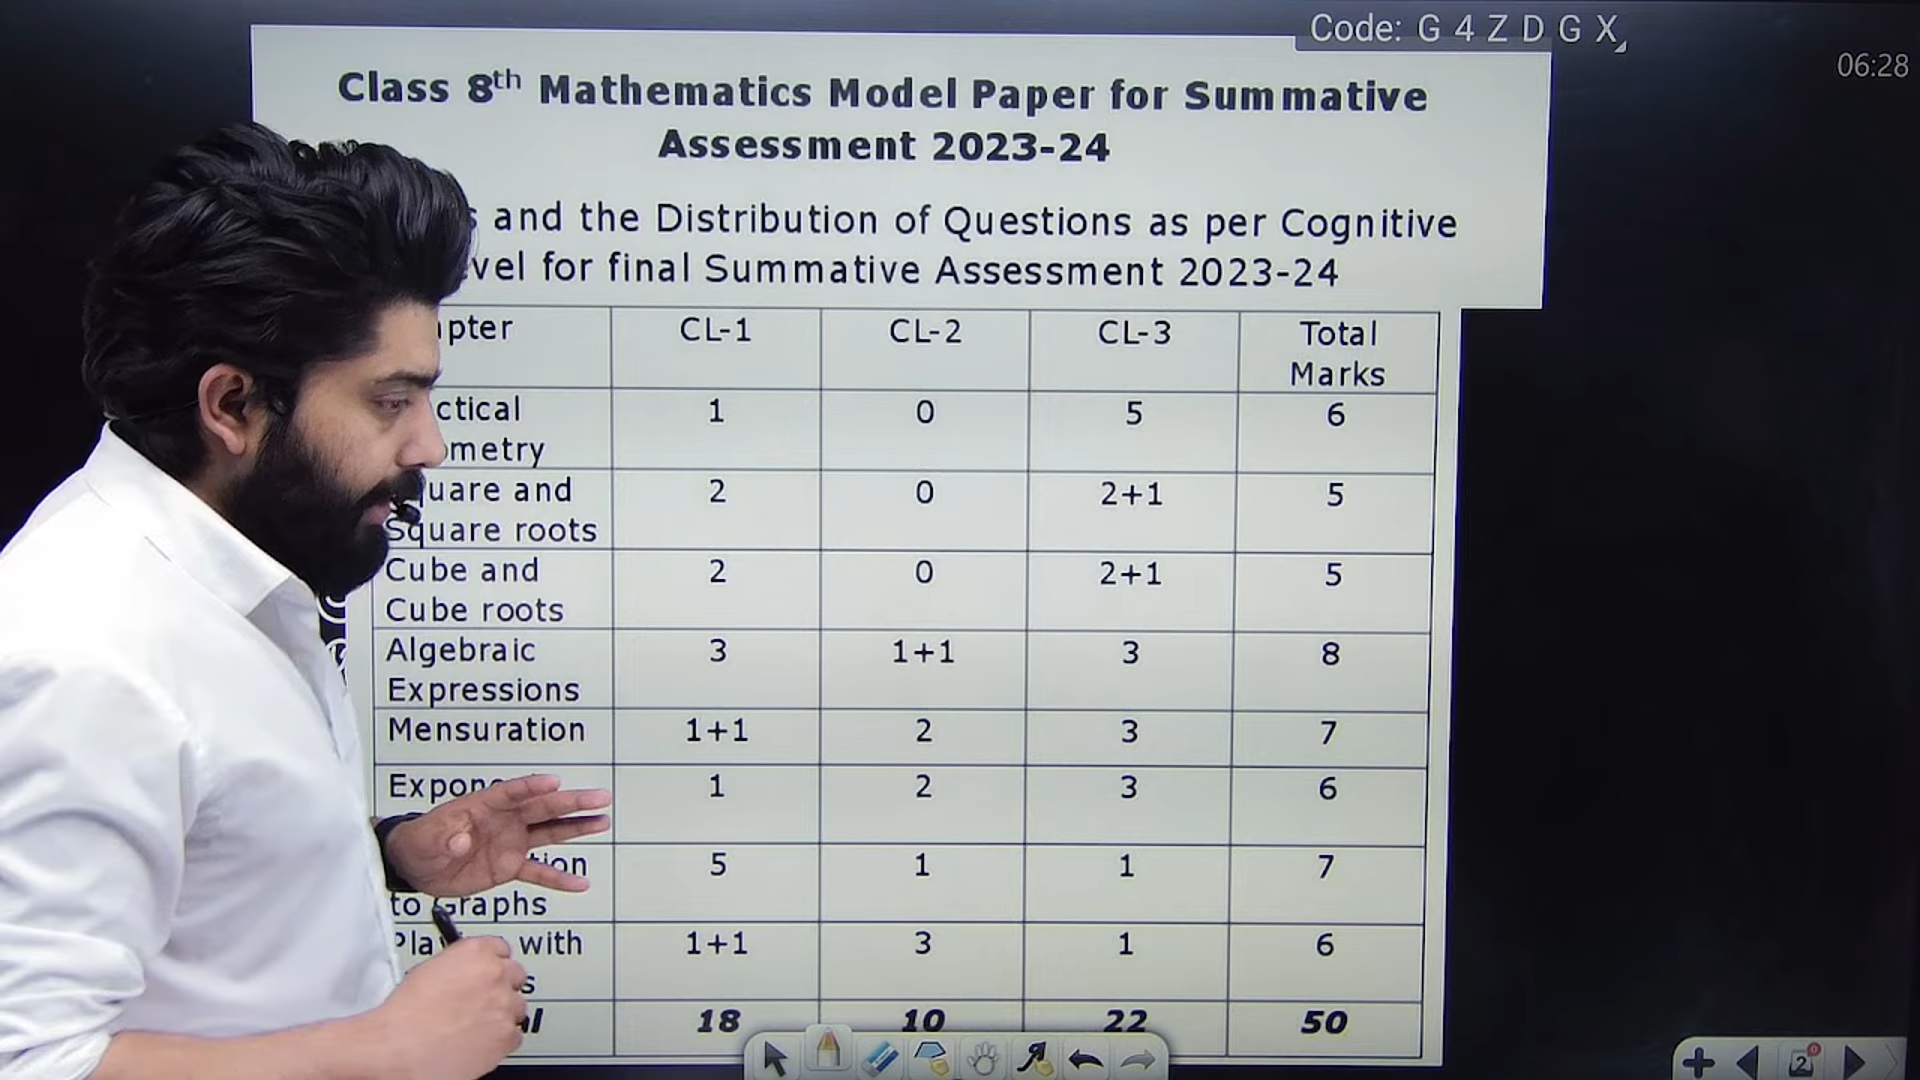 Code: G 4 Z D G X
06:28
Class 8th Mathematics Model Paper for Summative
Assessment 2023-24
and the Distribution of Questions as per Cognitive
vel for final Summative Assessment 2023-24
pter CL-1 CL-2 CL-3 Total
Marks
ctical 1 0 5 6
metry
uare and 2 0 2+1 5
Square roots
Cube and 2 0 2+1 5
Cube roots
Algebraic 3 1+1 3 8
Expressions
Mensuration 1+1 2 3 7
Expone 1 2 3 6
tion 5 1 1 7
to Graphs
Pla with 1+1 3 1 6
s
al 18 10 22 50
2